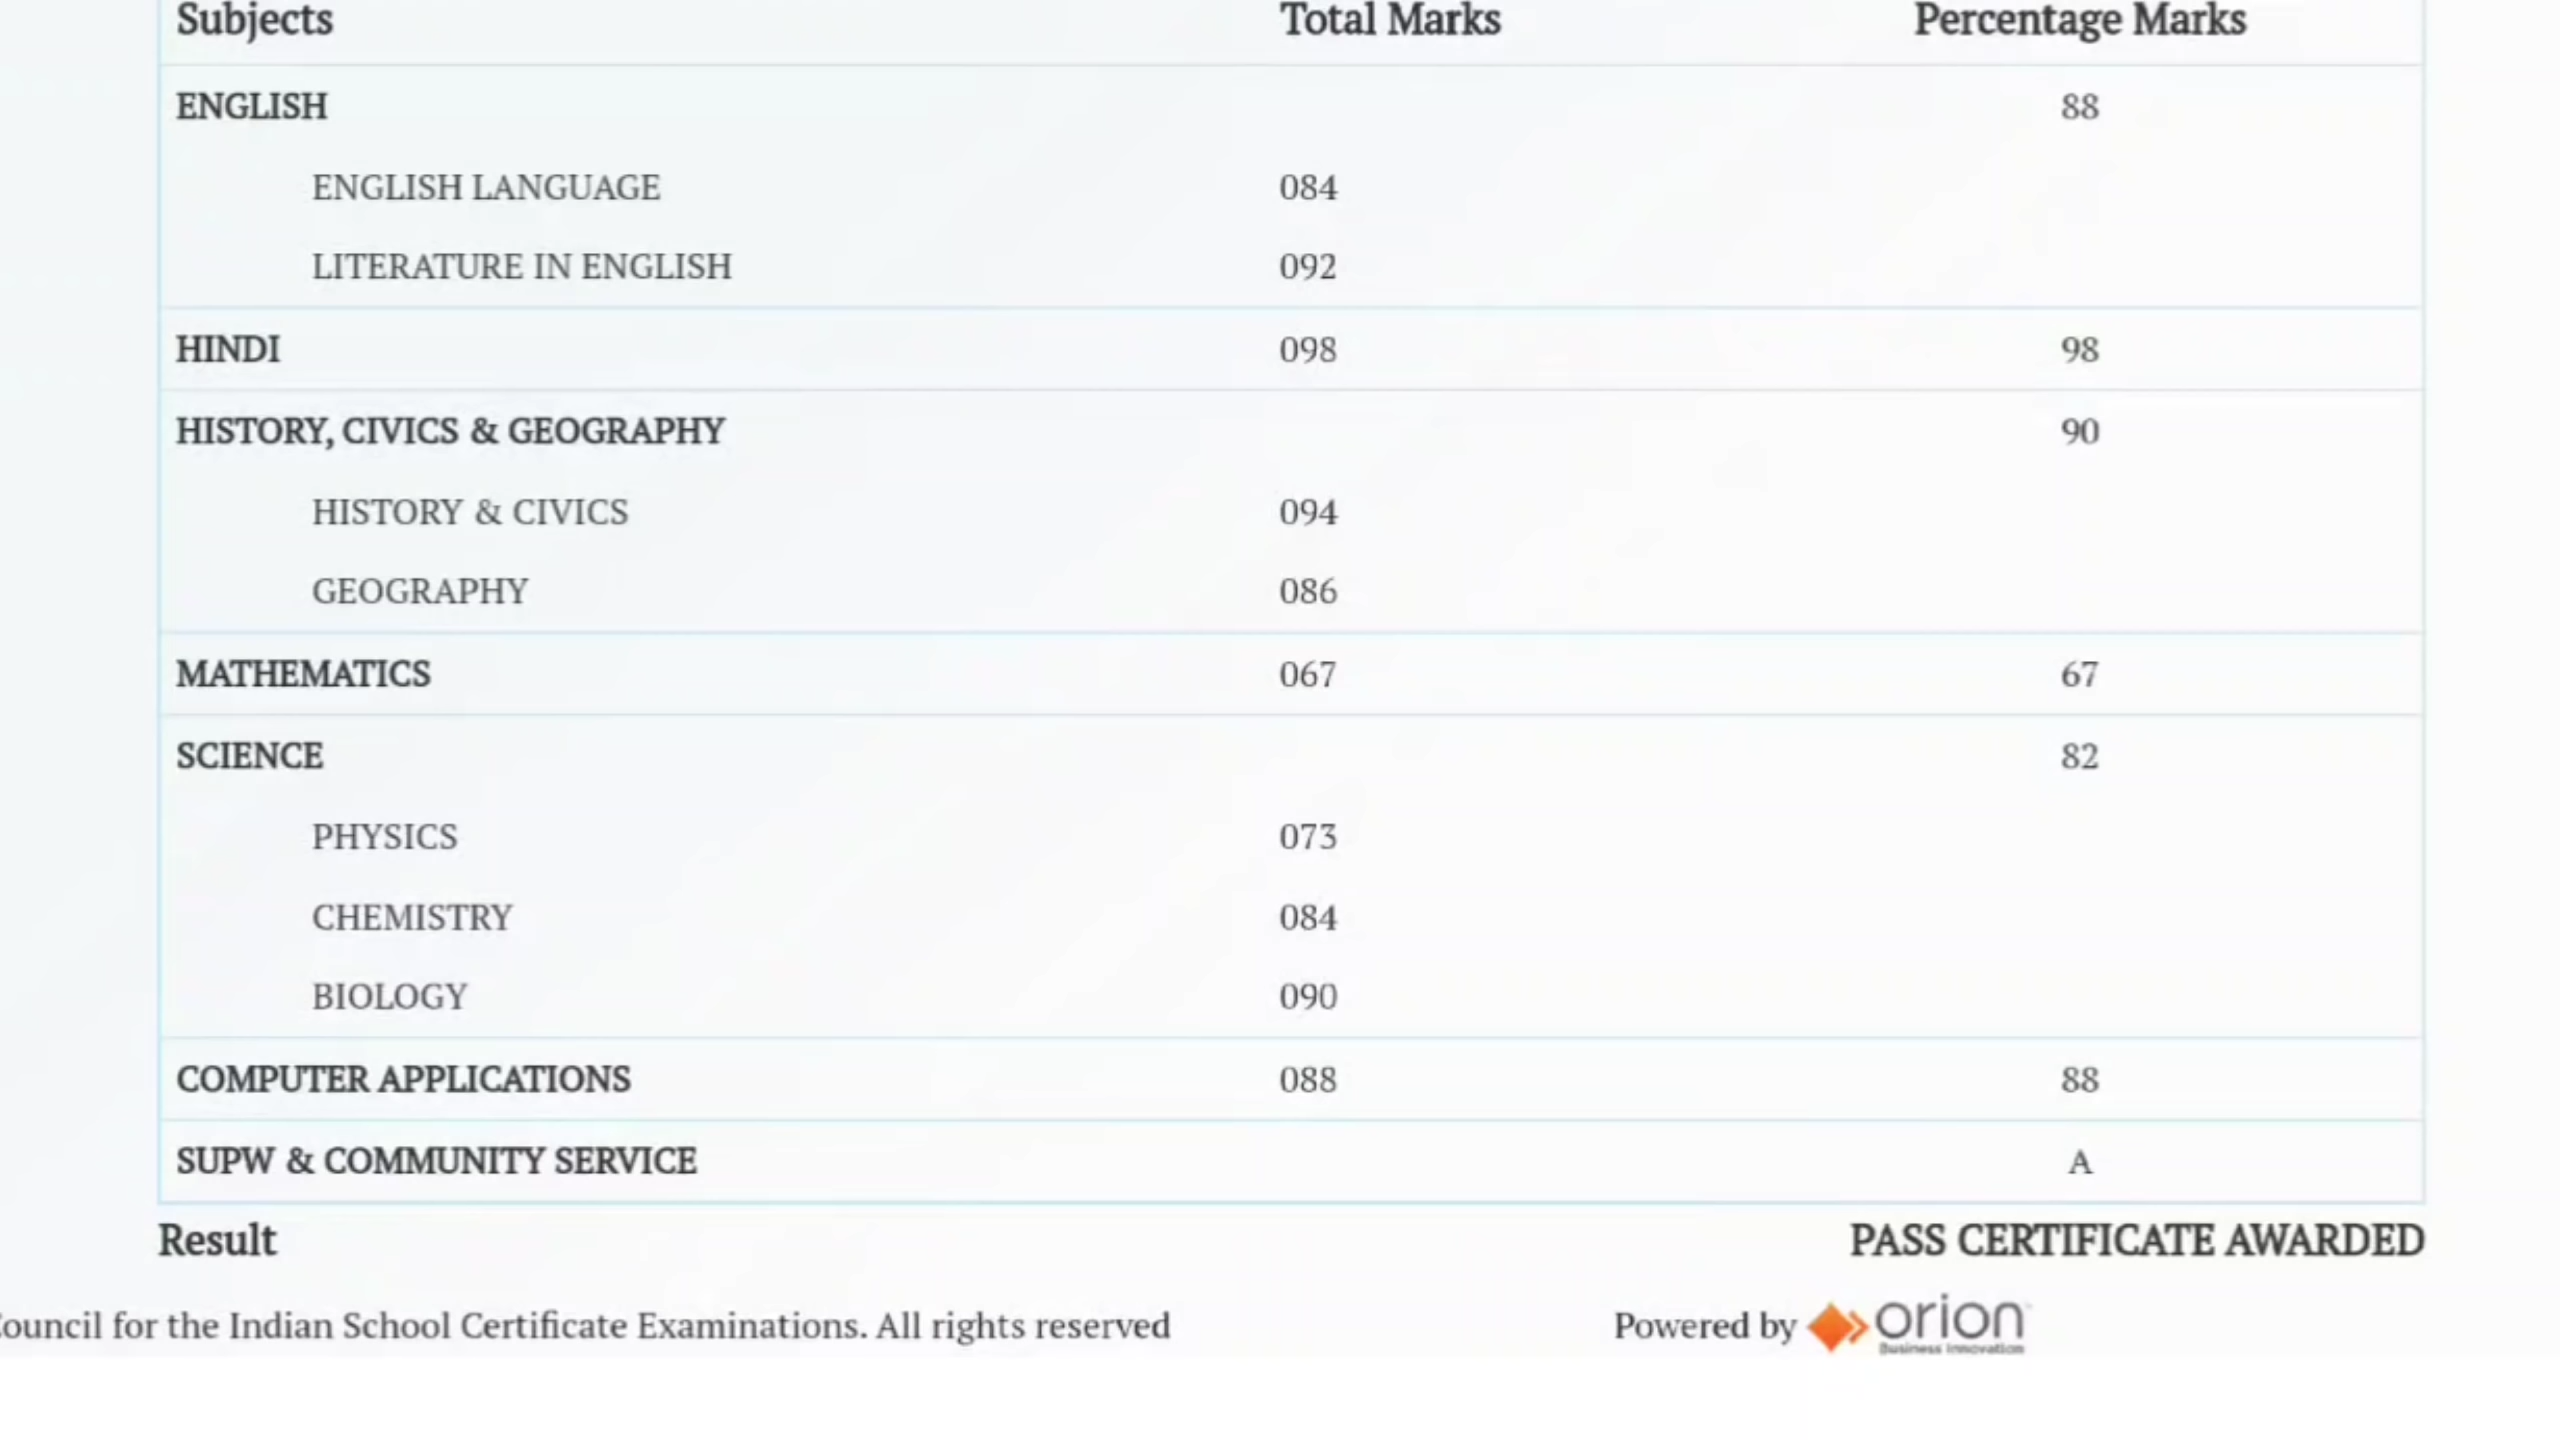 Subjects Total Marks Percentage Marks
ENGLISH 88
ENGLISH LANGUAGE 084
LITERATURE IN ENGLISH 092
HINDI 098 98
HISTORY, CIVICS & GEOGRAPHY 90
HISTORY & CIVICS 094
GEOGRAPHY 086
MATHEMATICS 067 67
SCIENCE 82
PHYSICS 073
CHEMISTRY 084
BIOLOGY 090
COMPUTER APPLICATIONS 088 88
SUPW & COMMUNITY SERVICE A
Result PASS CERTIFICATE AWARDED
Council for the Indian School Certificate Examinations. All rights reserved Powered by orion
Business Innovation